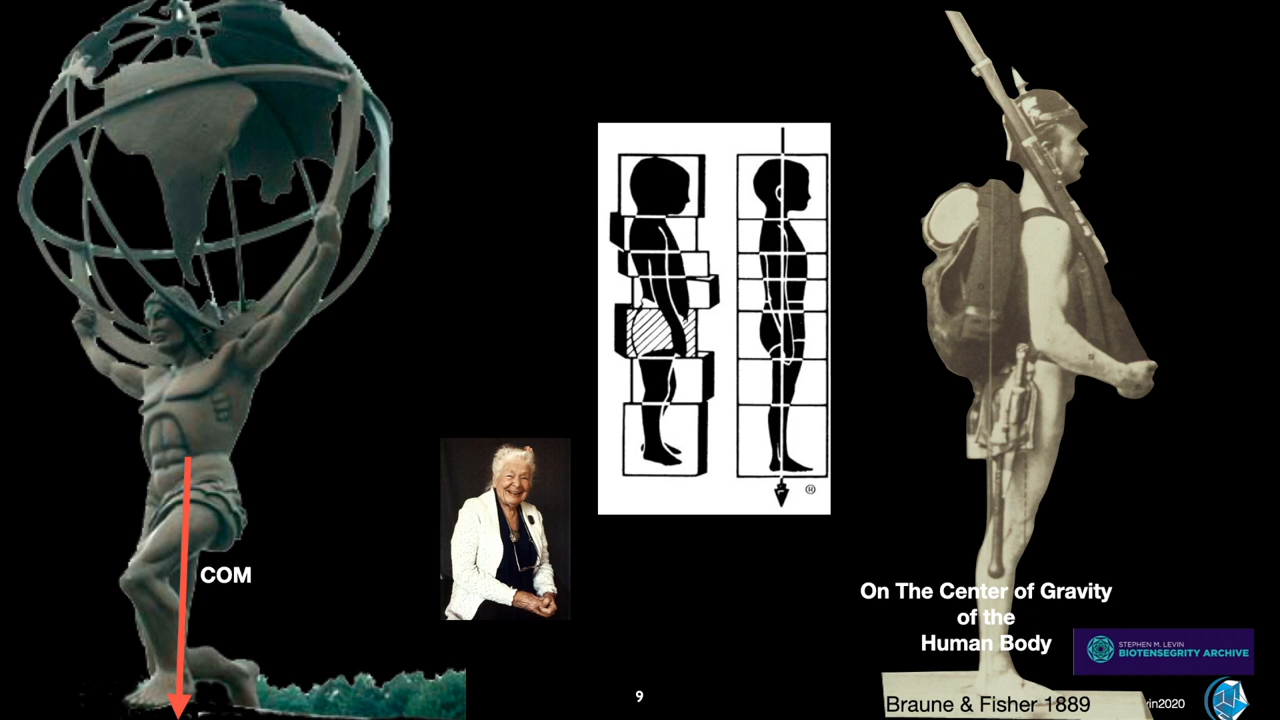 COM
Ⓡ
On The Center of Gravity
of the
Human Body
STEPHEN M. LEVIN
BIOTENSEGRITY ARCHIVE
9
Braune & Fisher 1889